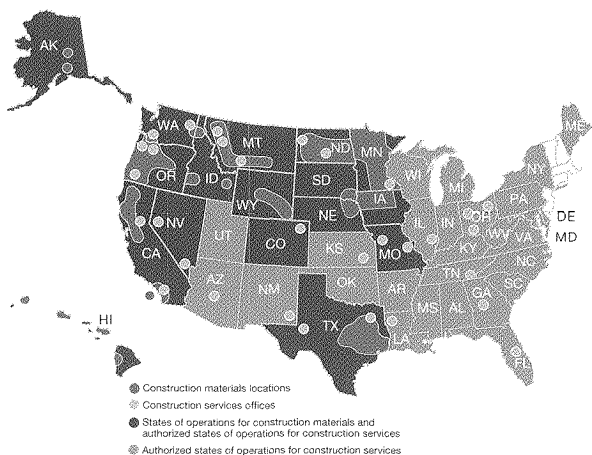 AK
WA
MT
ND
MN
ME
OR
ID
SD
WI
MI
NY
WY
IA
NE
PA
NV
UT
CO
KS
MO
IL
IN
OH
WV
VA
DE
MD
CA
KY
AZ
NM
OK
AR
TN
NC
SC
MS
AL
GA
TX
LA
FL
HI
Construction materials locations
Construction services offices
States of operations for construction materials and
authorized states of operations for construction services
Authorized states of operations for construction services